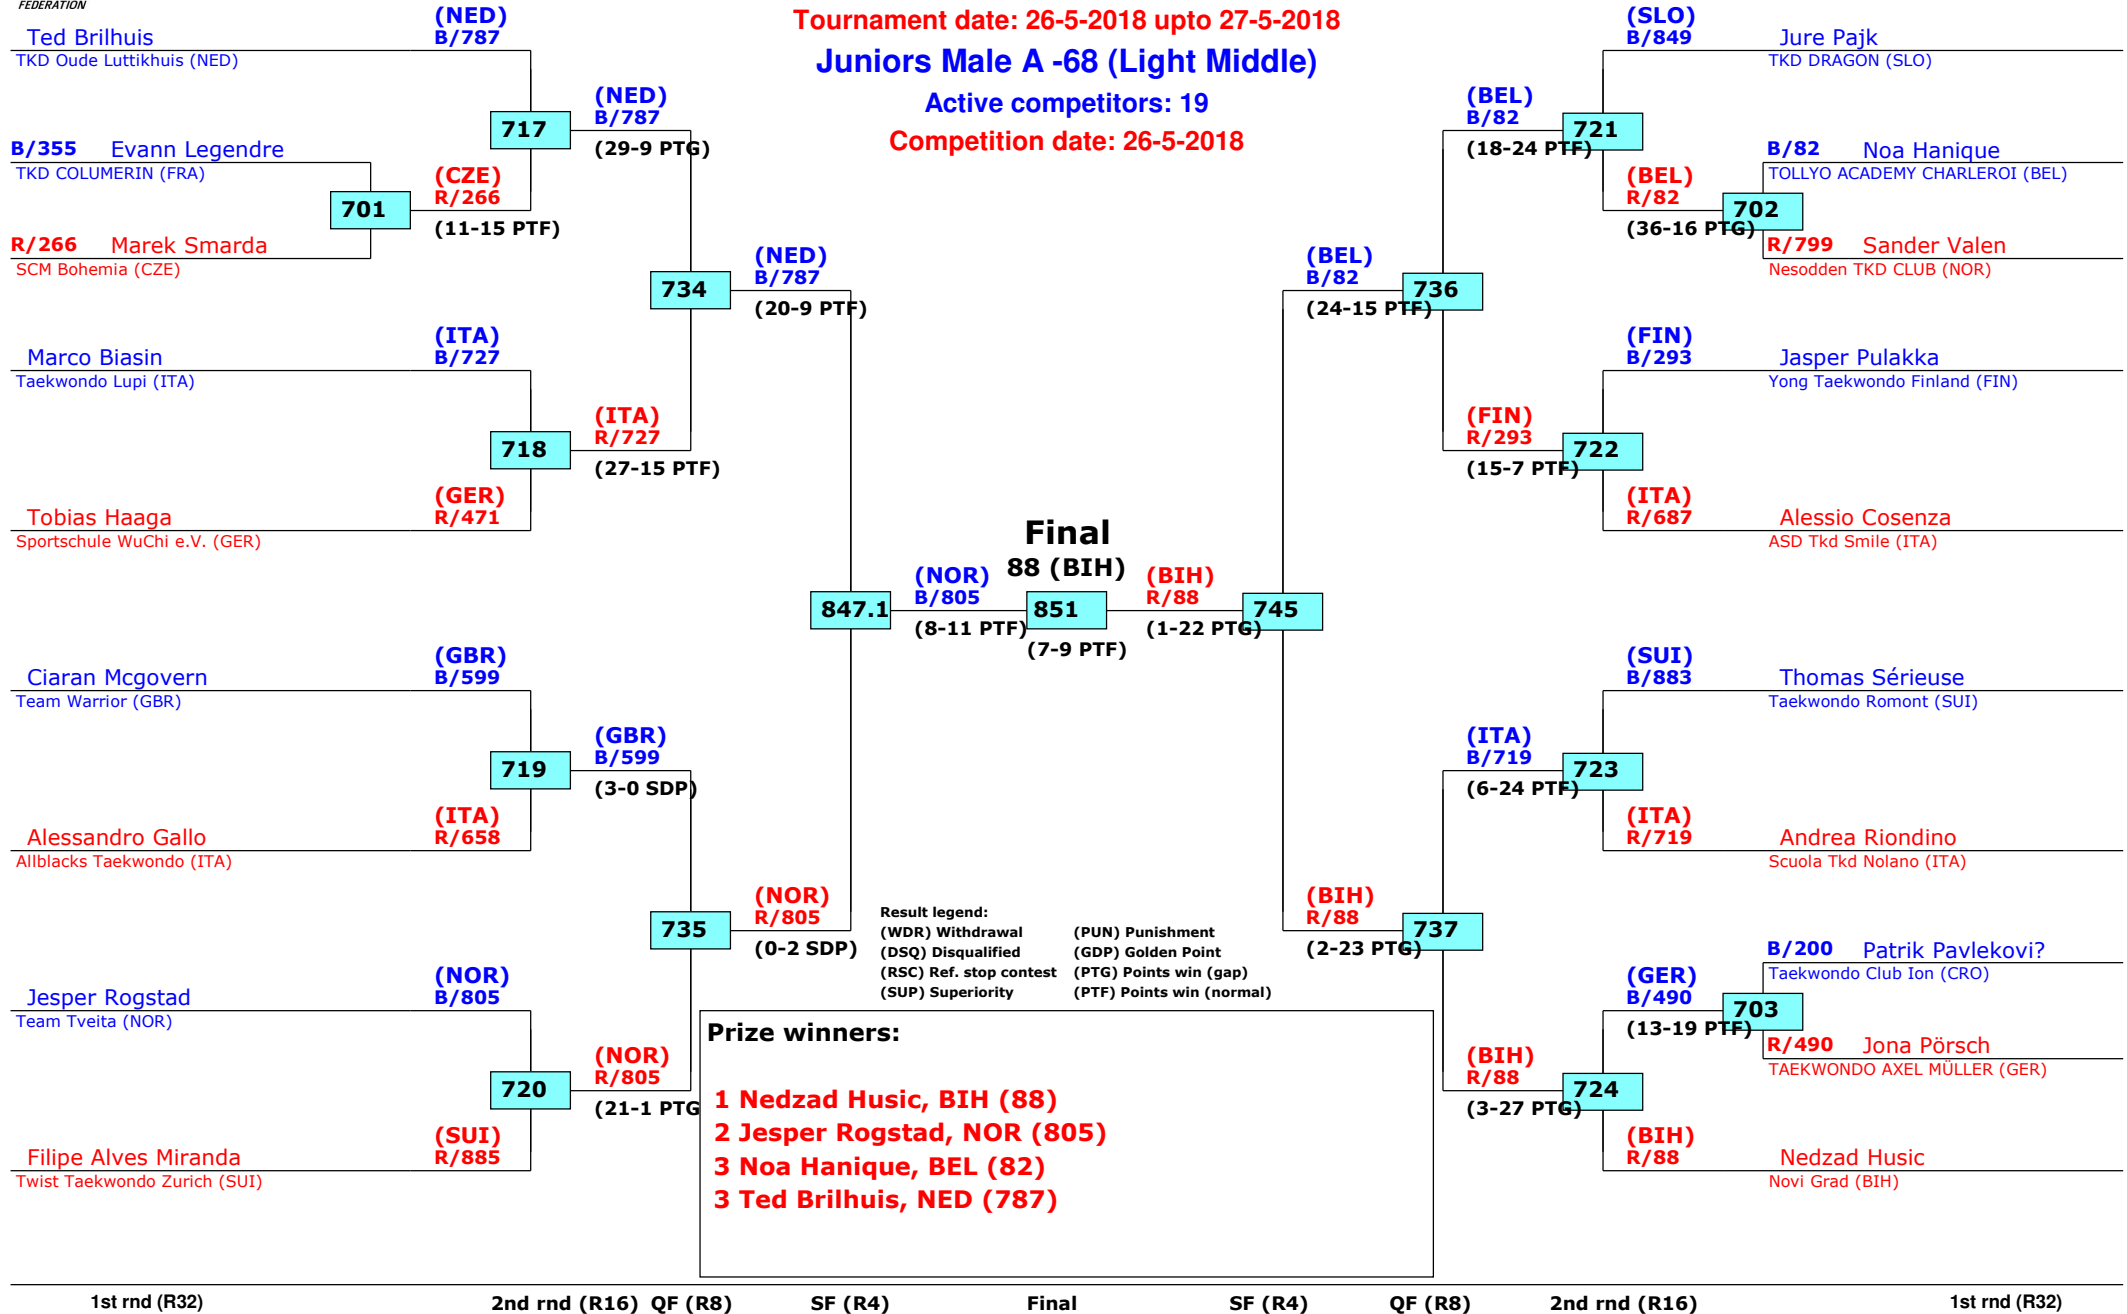 FEDERATION
Tournament date: 26-5-2018 upto 27-5-2018
Juniors Male A -68 (Light Middle)
Active competitors: 19
Competition date: 26-5-2018
Ted Brilhuis
TKD Oude Luttikhuis (NED)
(NED)
B/787
B/355 Evann Legendre
TKD COLUMERIN (FRA)
701
R/266 Marek Smarda
SCM Bohemia (CZE)
(CZE)
R/266
(11-15 PTF)
717
(NED)
B/787
(29-9 PTG)
Marco Biasin
Taekwondo Lupi (ITA)
(ITA)
B/727
718
(ITA)
R/727
(27-15 PTF)
Tobias Haaga
Sportschule WuChi e.V. (GER)
(GER)
R/471
734
(NED)
B/787
(20-9 PTF)
Ciaran Mcgovern
Team Warrior (GBR)
(GBR)
B/599
719
(GBR)
B/599
(3-0 SDP)
Alessandro Gallo
Allblacks Taekwondo (ITA)
(ITA)
R/658
735
(NOR)
R/805
(0-2 SDP)
Jesper Rogstad
Team Tveita (NOR)
(NOR)
B/805
720
(NOR)
R/805
(21-1 PTG
Filipe Alves Miranda
Twist Taekwondo Zurich (SUI)
(SUI)
R/885
847.1
(NOR)
B/805
(8-11 PTF)
Final
88 (BIH)
851
(7-9 PTF)
(BIH)
R/88
(1-22 PTG)
745
(SLO)
B/849
Jure Pajk
TKD DRAGON (SLO)
(BEL)
B/82
(18-24 PTF)
721
B/82 Noa Hanique
TOLLYO ACADEMY CHARLEROI (BEL)
(BEL)
R/82
(36-16 PTG)
702
R/799 Sander Valen
Nesodden TKD CLUB (NOR)
(BEL)
B/82
(24-15 PTF)
736
(FIN)
B/293
Jasper Pulakka
Yong Taekwondo Finland (FIN)
(FIN)
R/293
(15-7 PTF)
722
(ITA)
R/687
Alessio Cosenza
ASD Tkd Smile (ITA)
(SUI)
B/883
Thomas Sérieuse
Taekwondo Romont (SUI)
(ITA)
B/719
(6-24 PTF)
723
(ITA)
R/719
Andrea Riondino
Scuola Tkd Nolano (ITA)
(BIH)
R/88
(2-23 PTG)
737
B/200 Patrik Pavlekovi?
Taekwondo Club Ion (CRO)
(GER)
B/490
(13-19 PTF)
703
R/490 Jona Pörsch
TAEKWONDO AXEL MÜLLER (GER)
(BIH)
R/88
(3-27 PTG)
724
(BIH)
R/88
Nedzad Husic
Novi Grad (BIH)
Result legend:
(WDR) Withdrawal (PUN) Punishment
(DSQ) Disqualified (GDP) Golden Point
(RSC) Ref. stop contest (PTG) Points win (gap)
(SUP) Superiority (PTF) Points win (normal)
Prize winners:
1 Nedzad Husic, BIH (88)
2 Jesper Rogstad, NOR (805)
3 Noa Hanique, BEL (82)
3 Ted Brilhuis, NED (787)
1st rnd (R32) 2nd rnd (R16) QF (R8) SF (R4) Final SF (R4) QF (R8) 2nd rnd (R16) 1st rnd (R32)